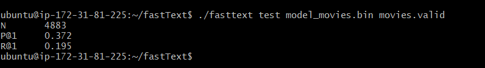 ubuntu@ip-172-31-81-225:~/fastText$ ./fasttext test model_movies.bin movies.valid
N       4883
P@1     0.372
R@1     0.195
ubuntu@ip-172-31-81-225:~/fastText$